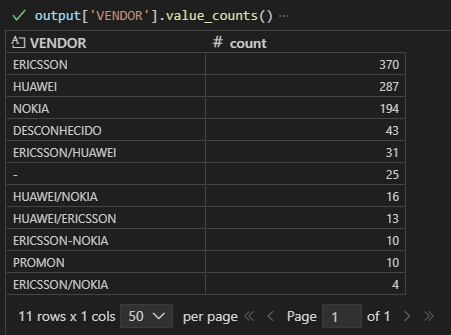 output['VENDOR'].value_counts() ···
VENDOR # count
ERICSSON 370
HUAWEI 287
NOKIA 194
DESCONHECIDO 43
ERICSSON/HUAWEI 31
- 25
HUAWEI/NOKIA 16
HUAWEI/ERICSSON 13
ERICSSON-NOKIA 10
PROMON 10
ERICSSON/NOKIA 4
11 rows x 1 cols 50 per page << < Page 1 of 1 > >>